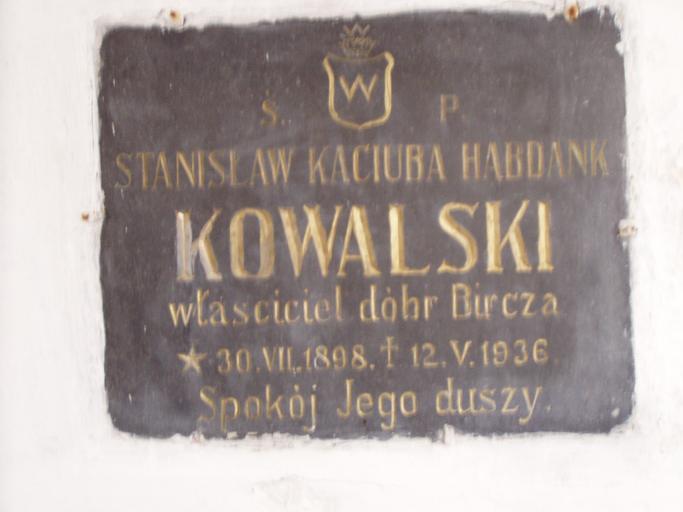 W
Ś. P.
STANISŁAW KACIUBA HABDANK
KOWALSKI
właściciel dóbr Bircza
★ 30.VII.1898. † 12.V.1936.
Spokój Jego duszy.